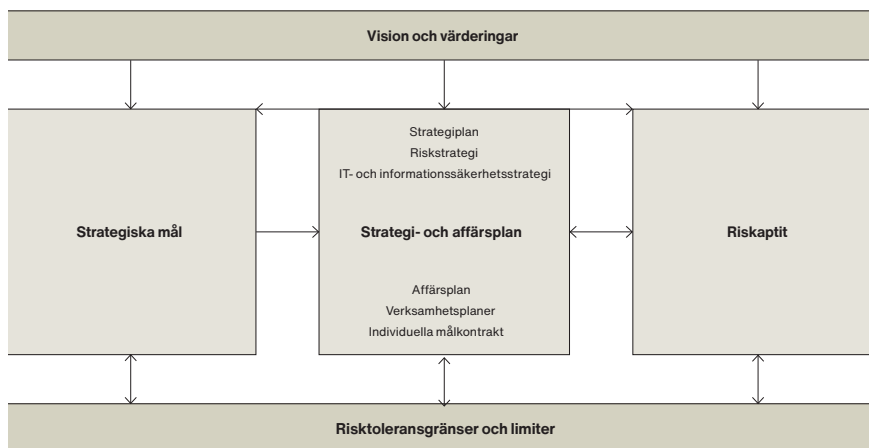 Vision och värderingar
Strategiplan
Riskstrategi
IT- och informationssäkerhetsstrategi
Strategiska mål
Strategi- och affärsplan
Riskaptit
Affärsplan
Verksamhetsplaner
Individuella målkontrakt
Risktoleransgränser och limiter